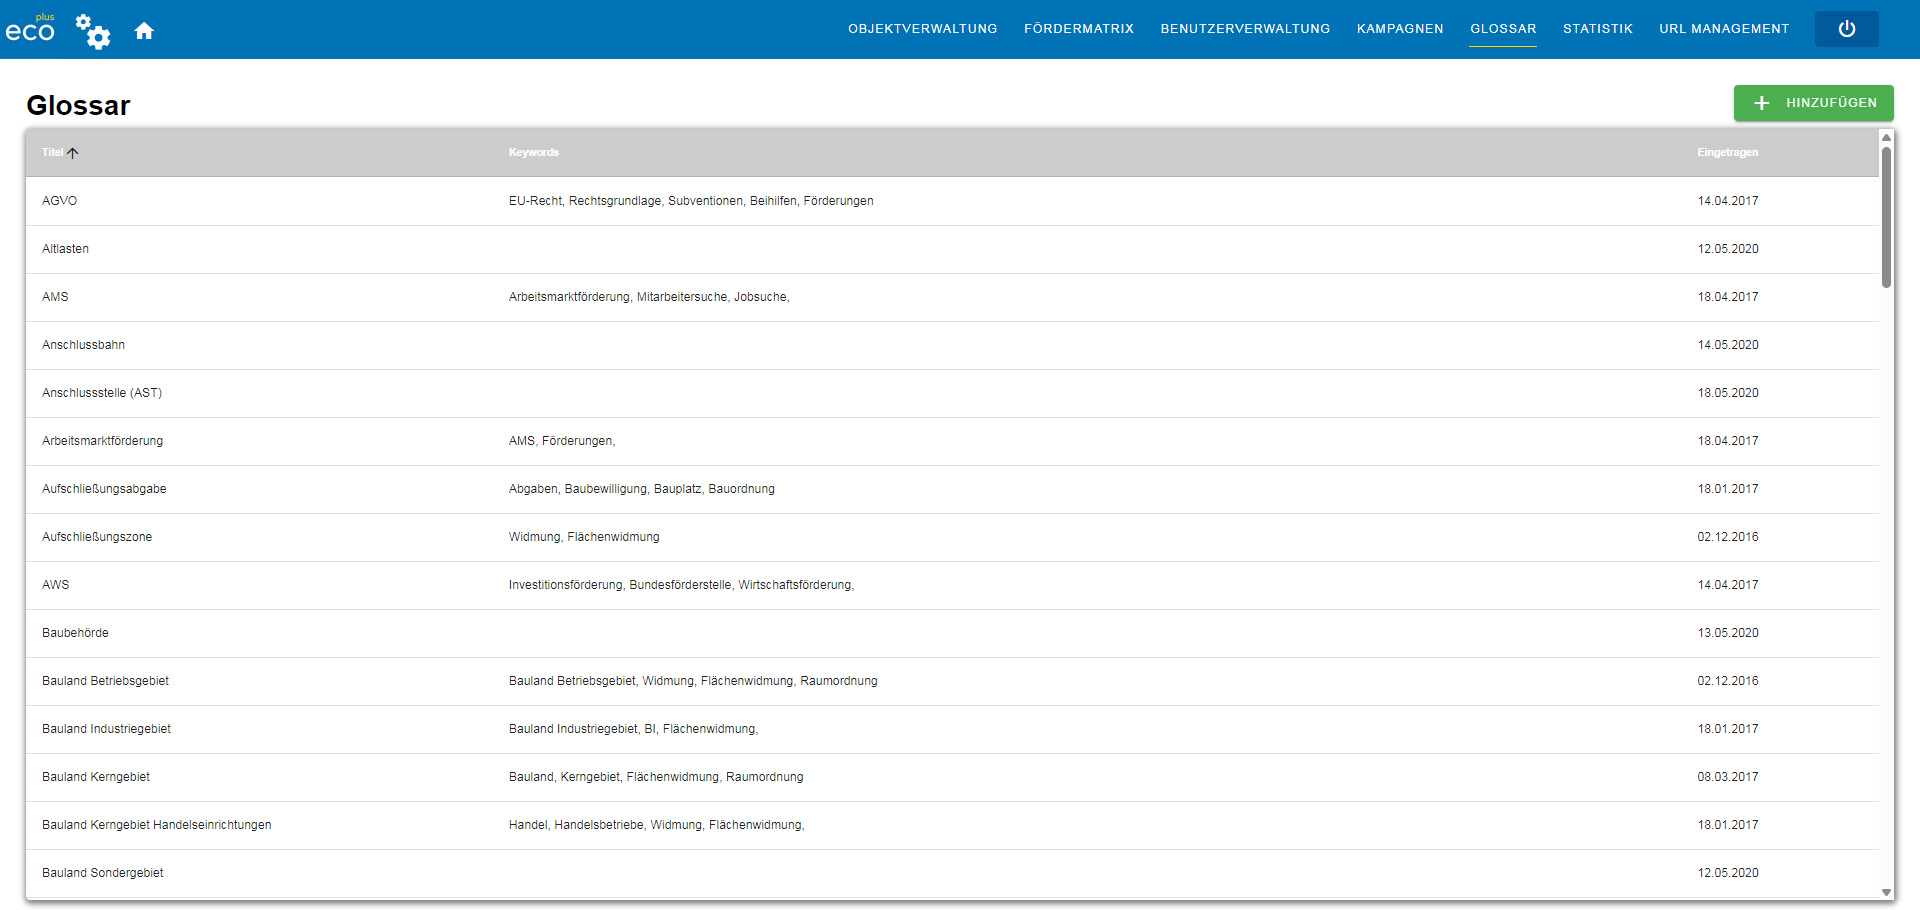 plus
eco
OBJEKTVERWALTUNG FÖRDERMATRIX BENUTZERVERWALTUNG KAMPAGNEN GLOSSAR STATISTIK URL MANAGEMENT
Glossar
HINZUFÜGEN
Titel Keywords Eingetragen
AGVO EU-Recht, Rechtsgrundlage, Subventionen, Beihilfen, Förderungen 14.04.2017
Altlasten 12.05.2020
AMS Arbeitsmarktförderung, Mitarbeitersuche, Jobsuche, 18.04.2017
Anschlussbahn 14.05.2020
Anschlussstelle (AST) 18.05.2020
Arbeitsmarktförderung AMS, Förderungen, 18.04.2017
Aufschließungsabgabe Abgaben, Baubewilligung, Bauplatz, Bauordnung 18.01.2017
Aufschließungszone Widmung, Flächenwidmung 02.12.2016
AWS Investitionsförderung, Bundesförderstelle, Wirtschaftsförderung, 14.04.2017
Baubehörde 13.05.2020
Bauland Betriebsgebiet Bauland Betriebsgebiet, Widmung, Flächenwidmung, Raumordnung 02.12.2016
Bauland Industriegebiet Bauland Industriegebiet, BI, Flächenwidmung, 18.01.2017
Bauland Kerngebiet Bauland, Kerngebiet, Flächenwidmung, Raumordnung 08.03.2017
Bauland Kerngebiet Handelseinrichtungen Handel, Handelsbetriebe, Widmung, Flächenwidmung, 18.01.2017
Bauland Sondergebiet 12.05.2020